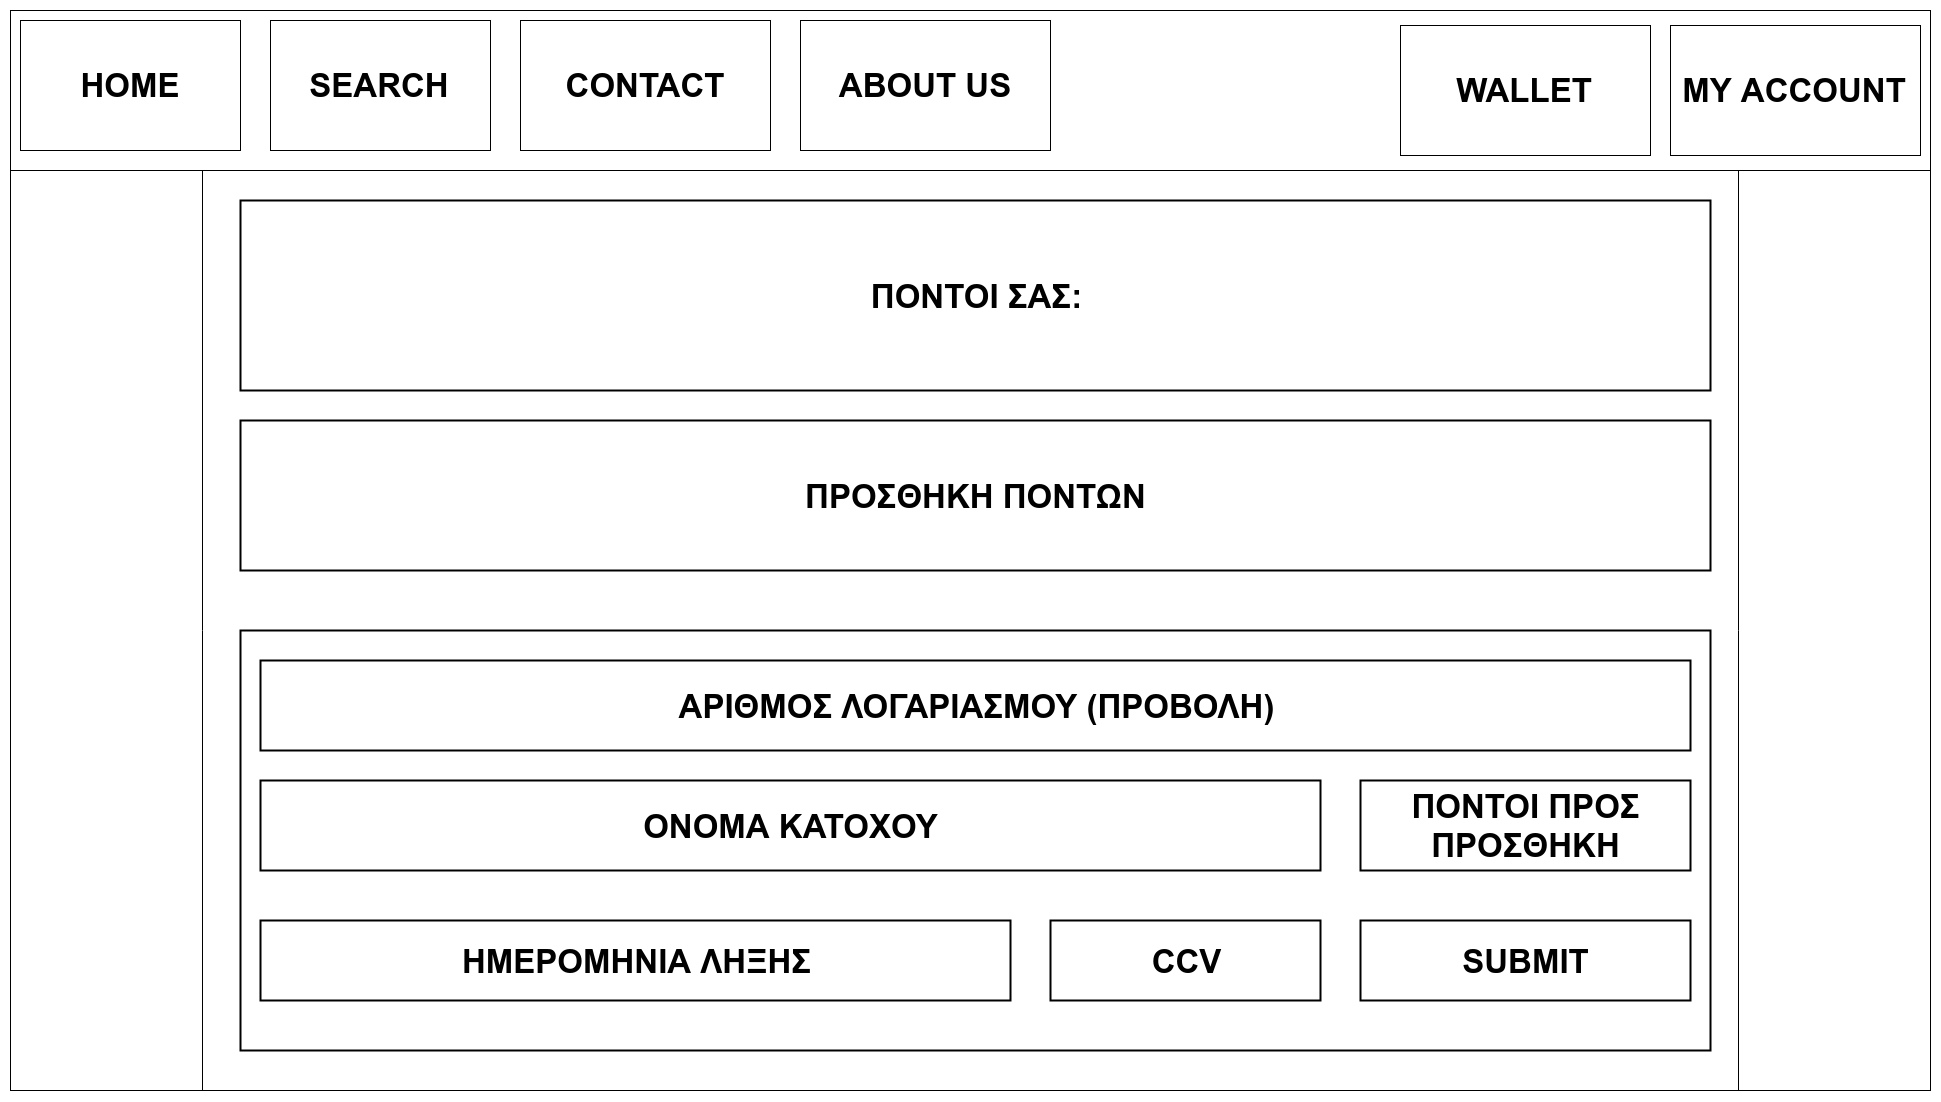 HOME
SEARCH
CONTACT
ABOUT US
WALLET
MY ACCOUNT
ΠΟΝΤΟΙ ΣΑΣ:
ΠΡΟΣΘΗΚΗ ΠΟΝΤΩΝ
ΑΡΙΘΜΟΣ ΛΟΓΑΡΙΑΣΜΟΥ (ΠΡΟΒΟΛΗ)
ΟΝΟΜΑ ΚΑΤΟΧΟΥ
ΠΟΝΤΟΙ ΠΡΟΣ
ΠΡΟΣΘΗΚΗ
ΗΜΕΡΟΜΗΝΙΑ ΛΗΞΗΣ
CCV
SUBMIT